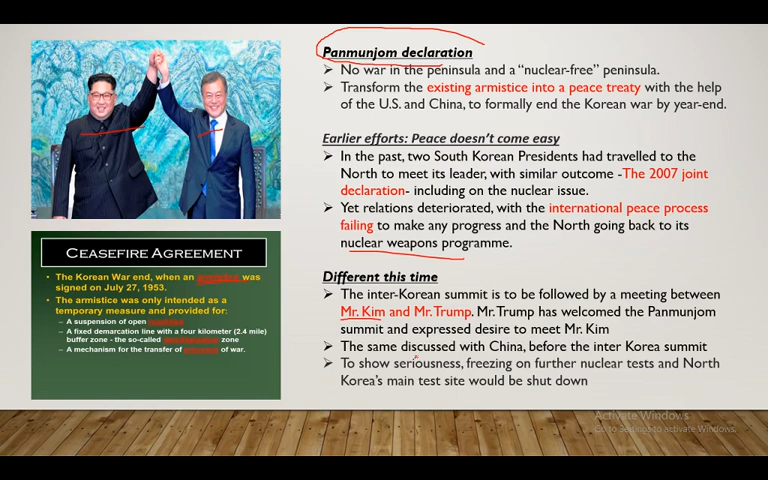 Panmunjom declaration
➢ No war in the peninsula and a “nuclear-free” peninsula.
➢ Transform the existing armistice into a peace treaty with the help
of the U.S. and China, to formally end the Korean war by year-end.
Earlier efforts: Peace doesn’t come easy
➢ In the past, two South Korean Presidents had travelled to the
North to meet its leader, with similar outcome -The 2007 joint
declaration- including on the nuclear issue.
➢ Yet relations deteriorated, with the international peace process
failing to make any progress and the North going back to its
nuclear weapons programme.
Different this time
➢ The inter-Korean summit is to be followed by a meeting between
Mr. Kim and Mr. Trump. Mr. Trump has welcomed the Panmunjom
summit and expressed desire to meet Mr. Kim
➢ The same discussed with China, before the inter Korea summit
➢ To show seriousness, freezing on further nuclear tests and North
Korea’s main test site would be shut down
CEASEFIRE AGREEMENT
• The Korean War end, when an armistice was
signed on July 27, 1953.
• The armistice was only intended as a
temporary measure and provided for:
– A suspension of open
– A fixed demarcation line with a four kilometer (2.4 mile)
buffer zone - the so-called demilitarization zone
– A mechanism for the transfer of prisoners of war.
Activate Windows
Go to Settings to activate Windows.